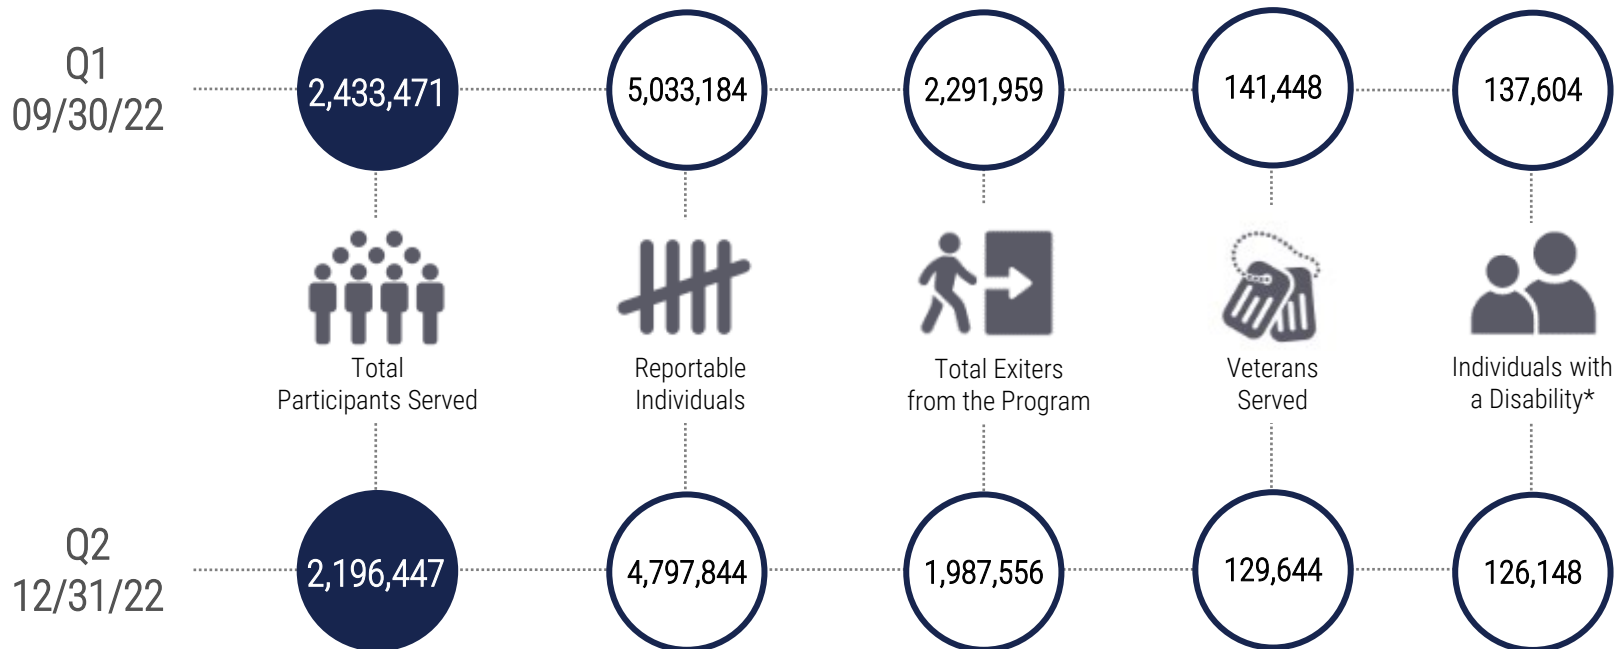 Q1
09/30/22
2,433,471
5,033,184
2,291,959
141,448
137,604
Total
Participants Served
Reportable
Individuals
Total Exiters
from the Program
Veterans
Served
Individuals with
a Disability*
Q2
12/31/22
2,196,447
4,797,844
1,987,556
129,644
126,148